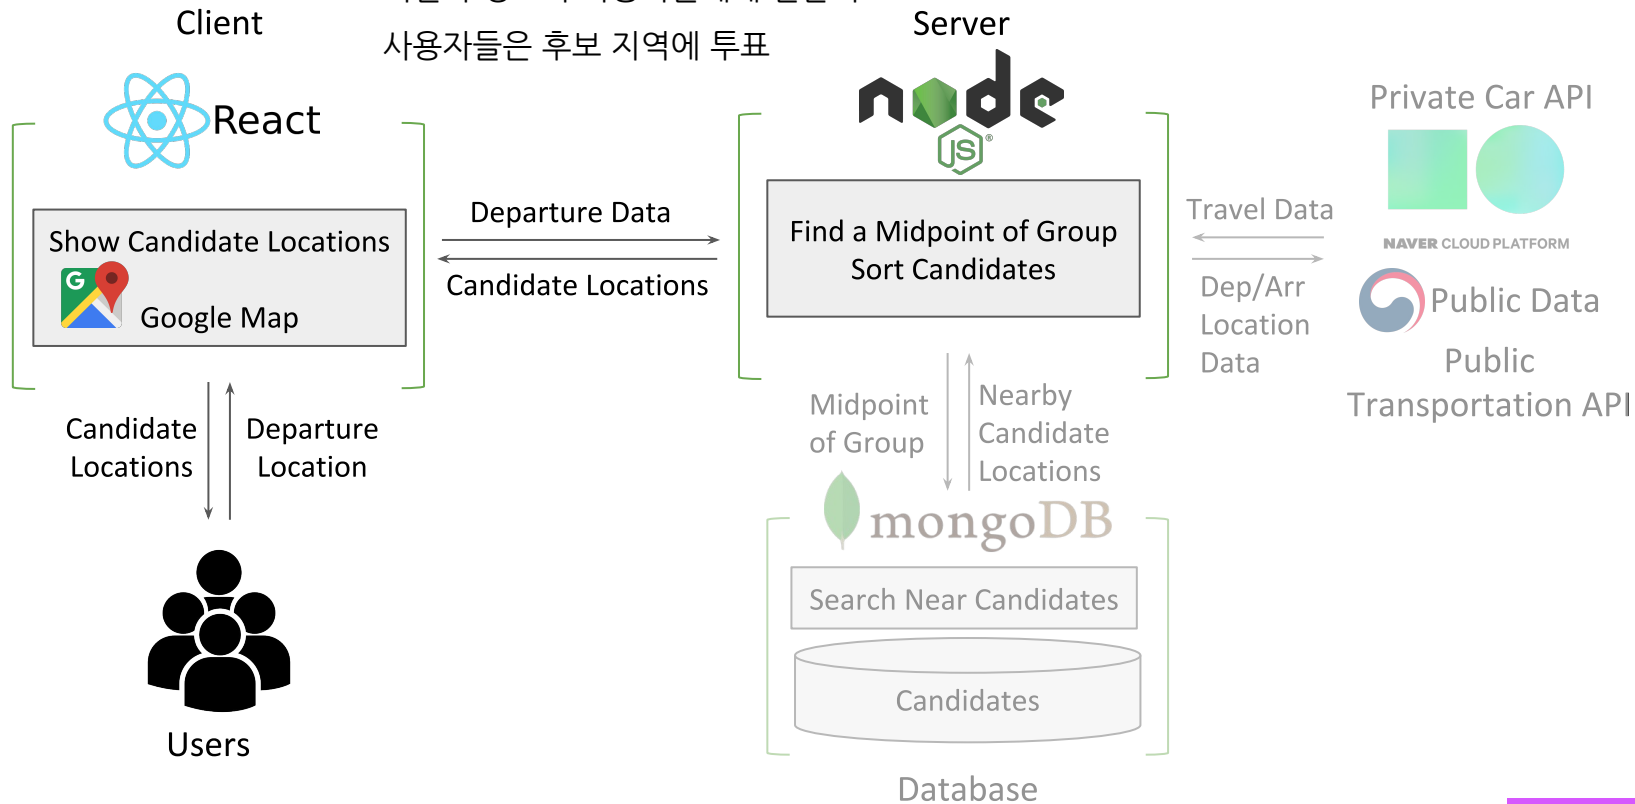 Client
사용자들은 후보 지역에 투표
Server
React
node
JS
®
Private Car API
NAVER CLOUD PLATFORM
Public Data
Public
Transportation API
Show Candidate Locations
G
Google Map
Departure Data
Candidate Locations
Find a Midpoint of Group
Sort Candidates
Travel Data
Dep/Arr
Location
Data
Candidate
Locations
Departure
Location
Midpoint
of Group
Nearby
Candidate
Locations
mongoDB
Search Near Candidates
Candidates
Users
Database